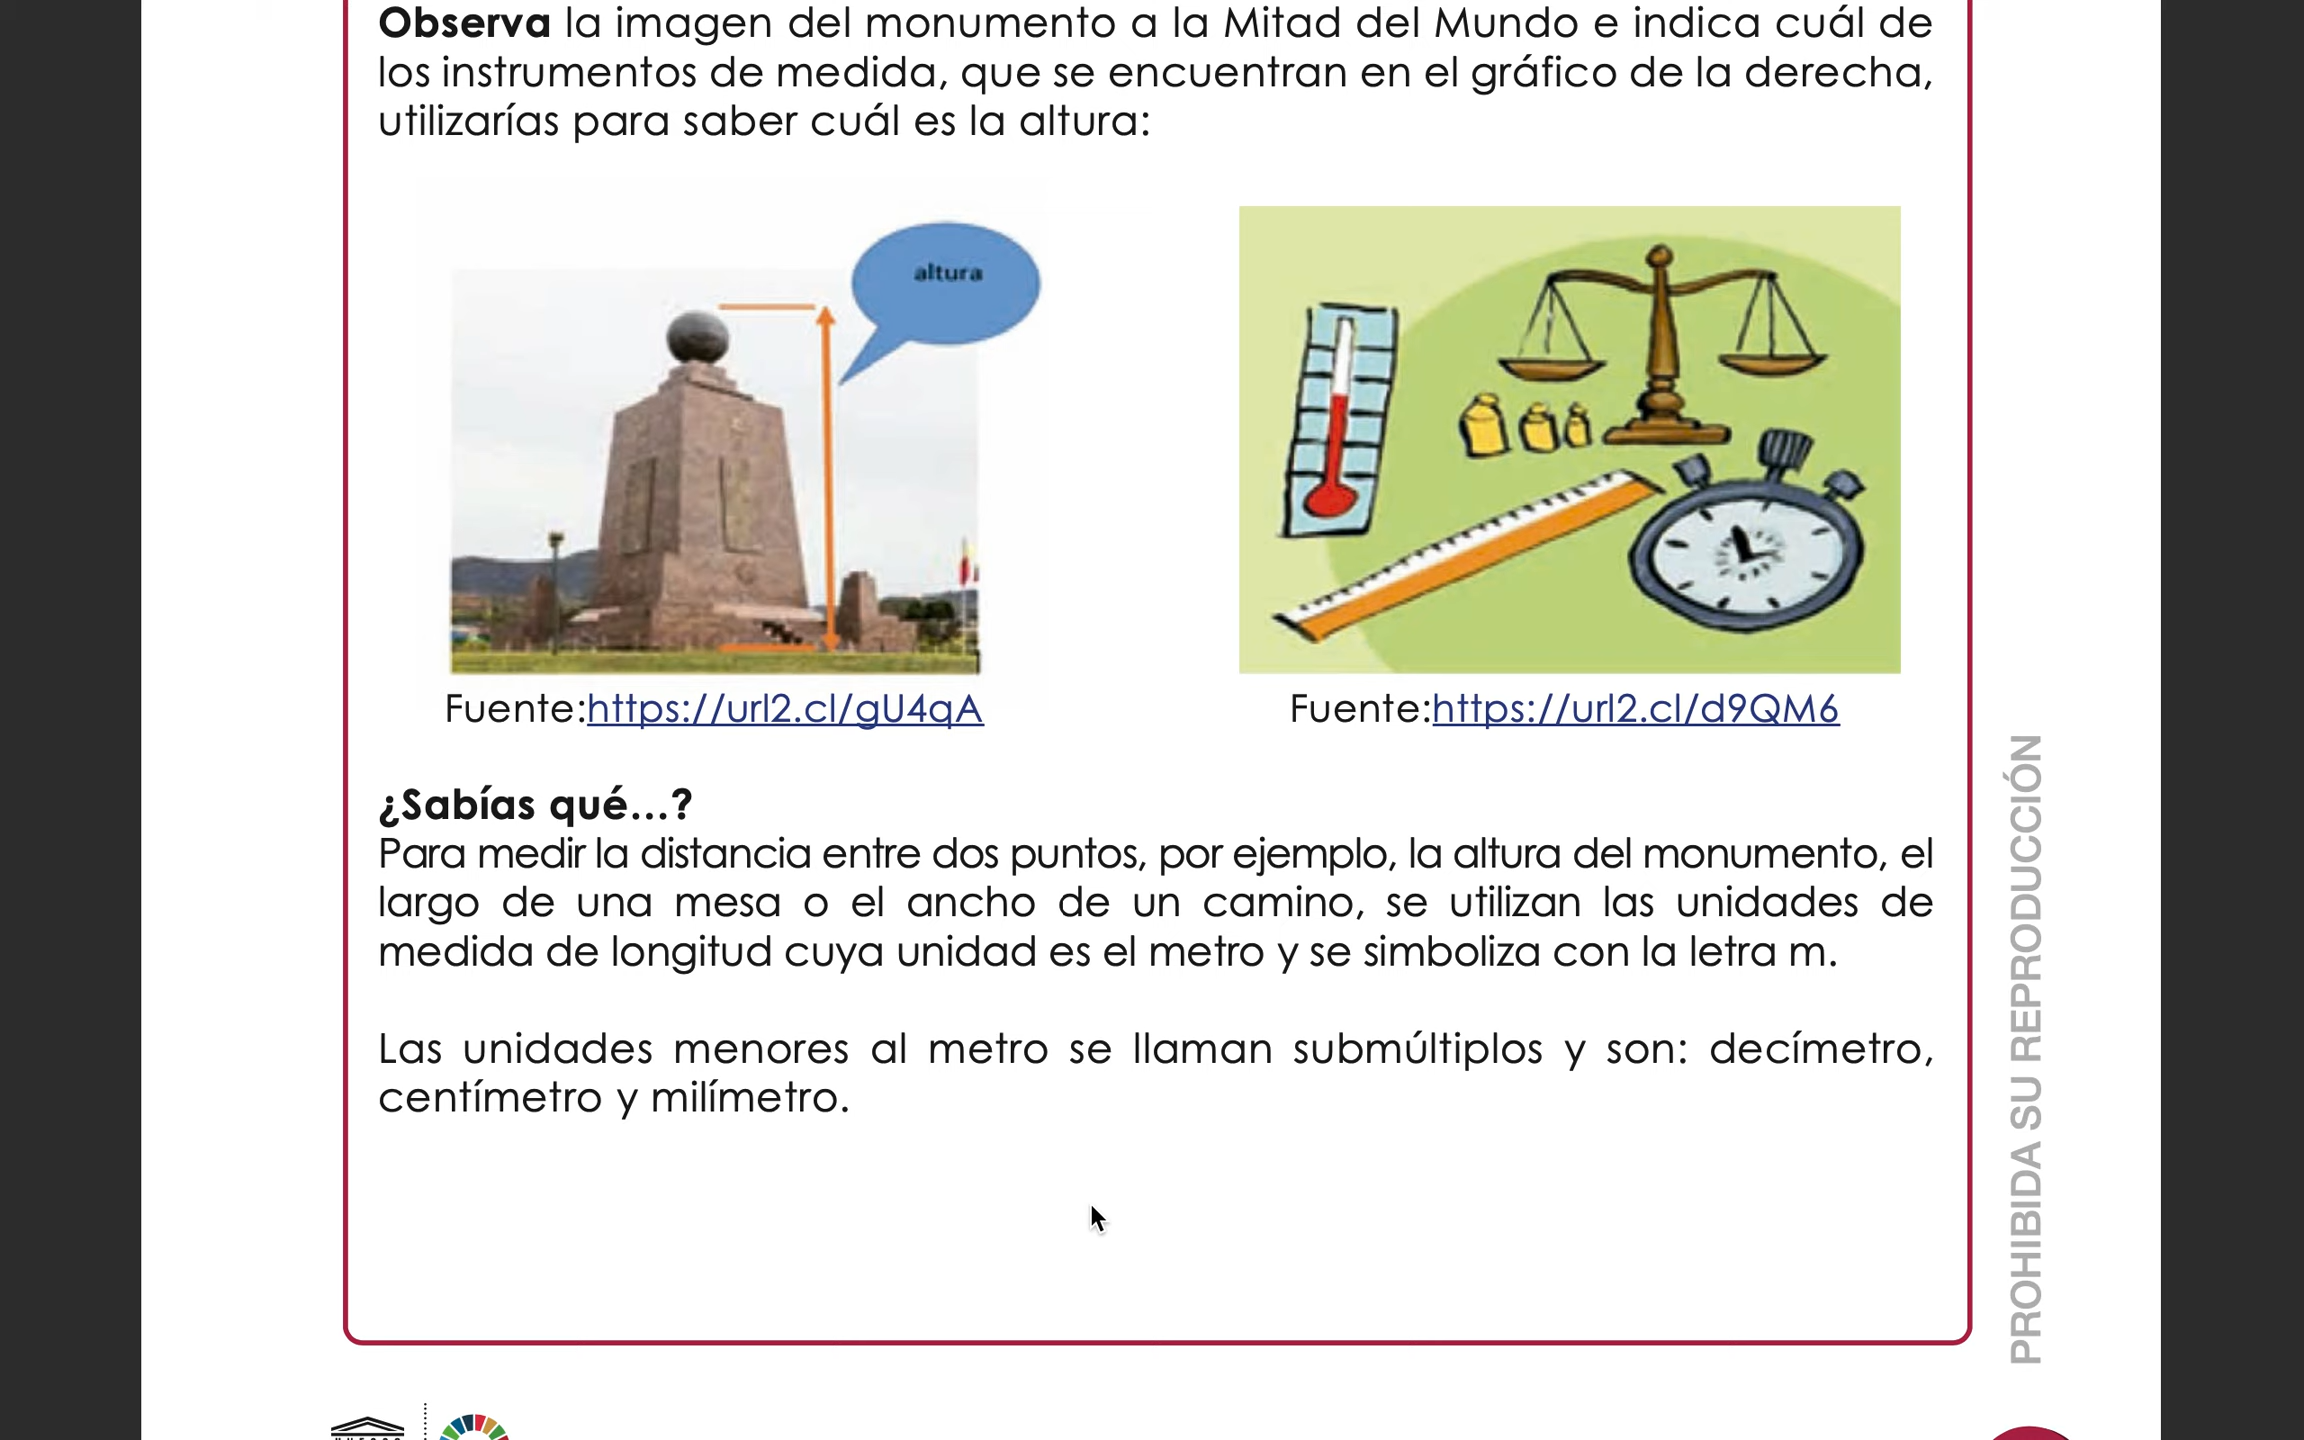 Observa la imagen del monumento a la Mitad del Mundo e indica cuál de
los instrumentos de medida, que se encuentran en el gráfico de la derecha,
utilizarías para saber cuál es la altura:
altura
Fuente:https://url2.cl/gU4qA
Fuente:https://url2.cl/d9QM6
¿Sabías qué...?
Para medir la distancia entre dos puntos, por ejemplo, la altura del monumento, el
largo de una mesa o el ancho de un camino, se utilizan las unidades de
medida de longitud cuya unidad es el metro y se simboliza con la letra m.
Las unidades menores al metro se llaman submúltiplos y son: decímetro,
centímetro y milímetro.
PROHIBIDA SU REPRODUCCIÓN